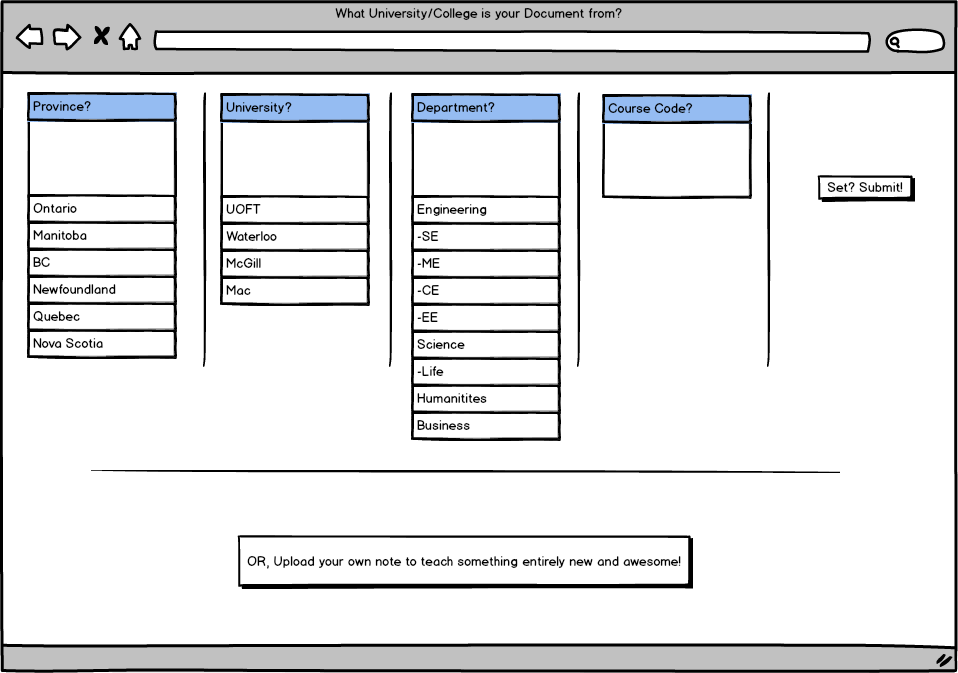 What University/College is your Document from?
Province?
Ontario
Manitoba
BC
Newfoundland
Quebec
Nova Scotia
University?
UOFT
Waterloo
McGill
Mac
Department?
Engineering
-SE
-ME
-CE
-EE
Science
-Life
Humanitites
Business
Course Code?
Set? Submit!
OR, Upload your own note to teach something entirely new and awesome!